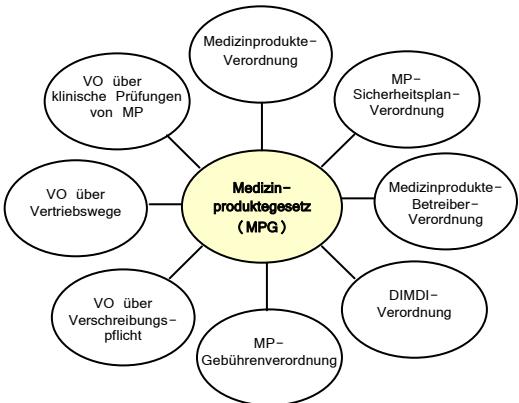 Medizinprodukte-
Verordnung
VO über
klinische Prüfungen
von MP
MP-
Sicherheitsplan-
Verordnung
VO über
Vertriebswege
Medizin-
produktegesetz
(MPG)
Medizinprodukte-
Betreiber-
Verordnung
VO über
Verschreibungs-
pflicht
DIMDI-
Verordnung
MP-
Gebührenverordnung